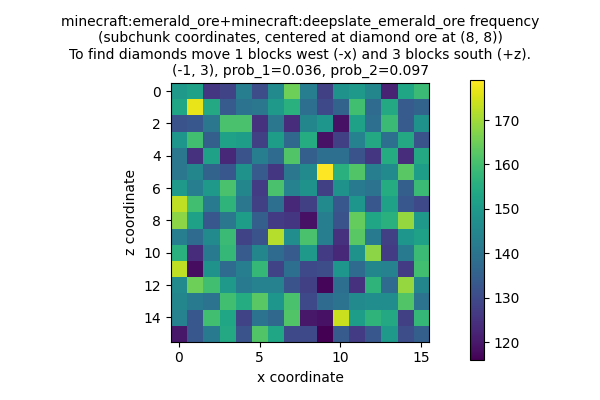 minecraft:emerald_ore+minecraft:deepslate_emerald_ore frequency
(subchunk coordinates, centered at diamond ore at (8, 8))
To find diamonds move 1 blocks west (-x) and 3 blocks south (+z).
(-1, 3), prob_1=0.036, prob_2=0.097
0
2
4
6
8
10
12
14
z coordinate
0 5 10 15
x coordinate
170
160
150
140
130
120